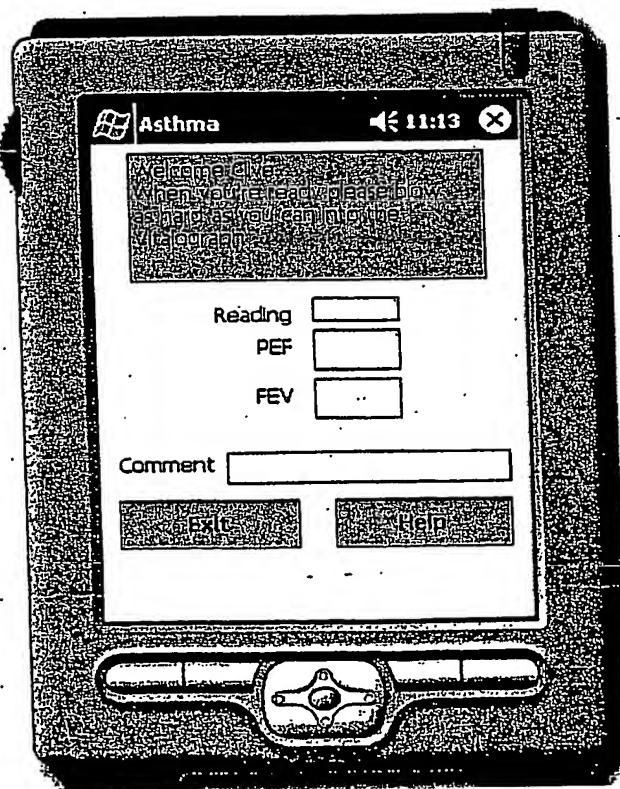 Asthma 11:13
Welcome Clive.
When you're ready please blow
as hard as you can into the
Vitalograph
Reading
PEF
FEV
Comment
Exit Help